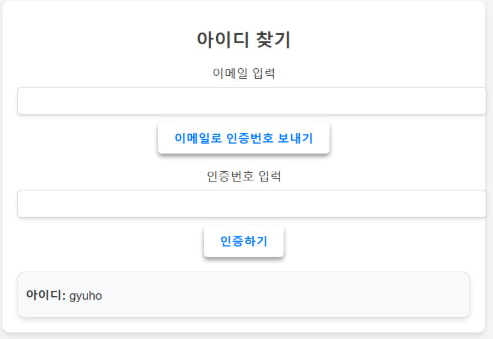 아이디 찾기
이메일 입력
이메일로 인증번호 보내기
인증번호 입력
인증하기
아이디: gyuho